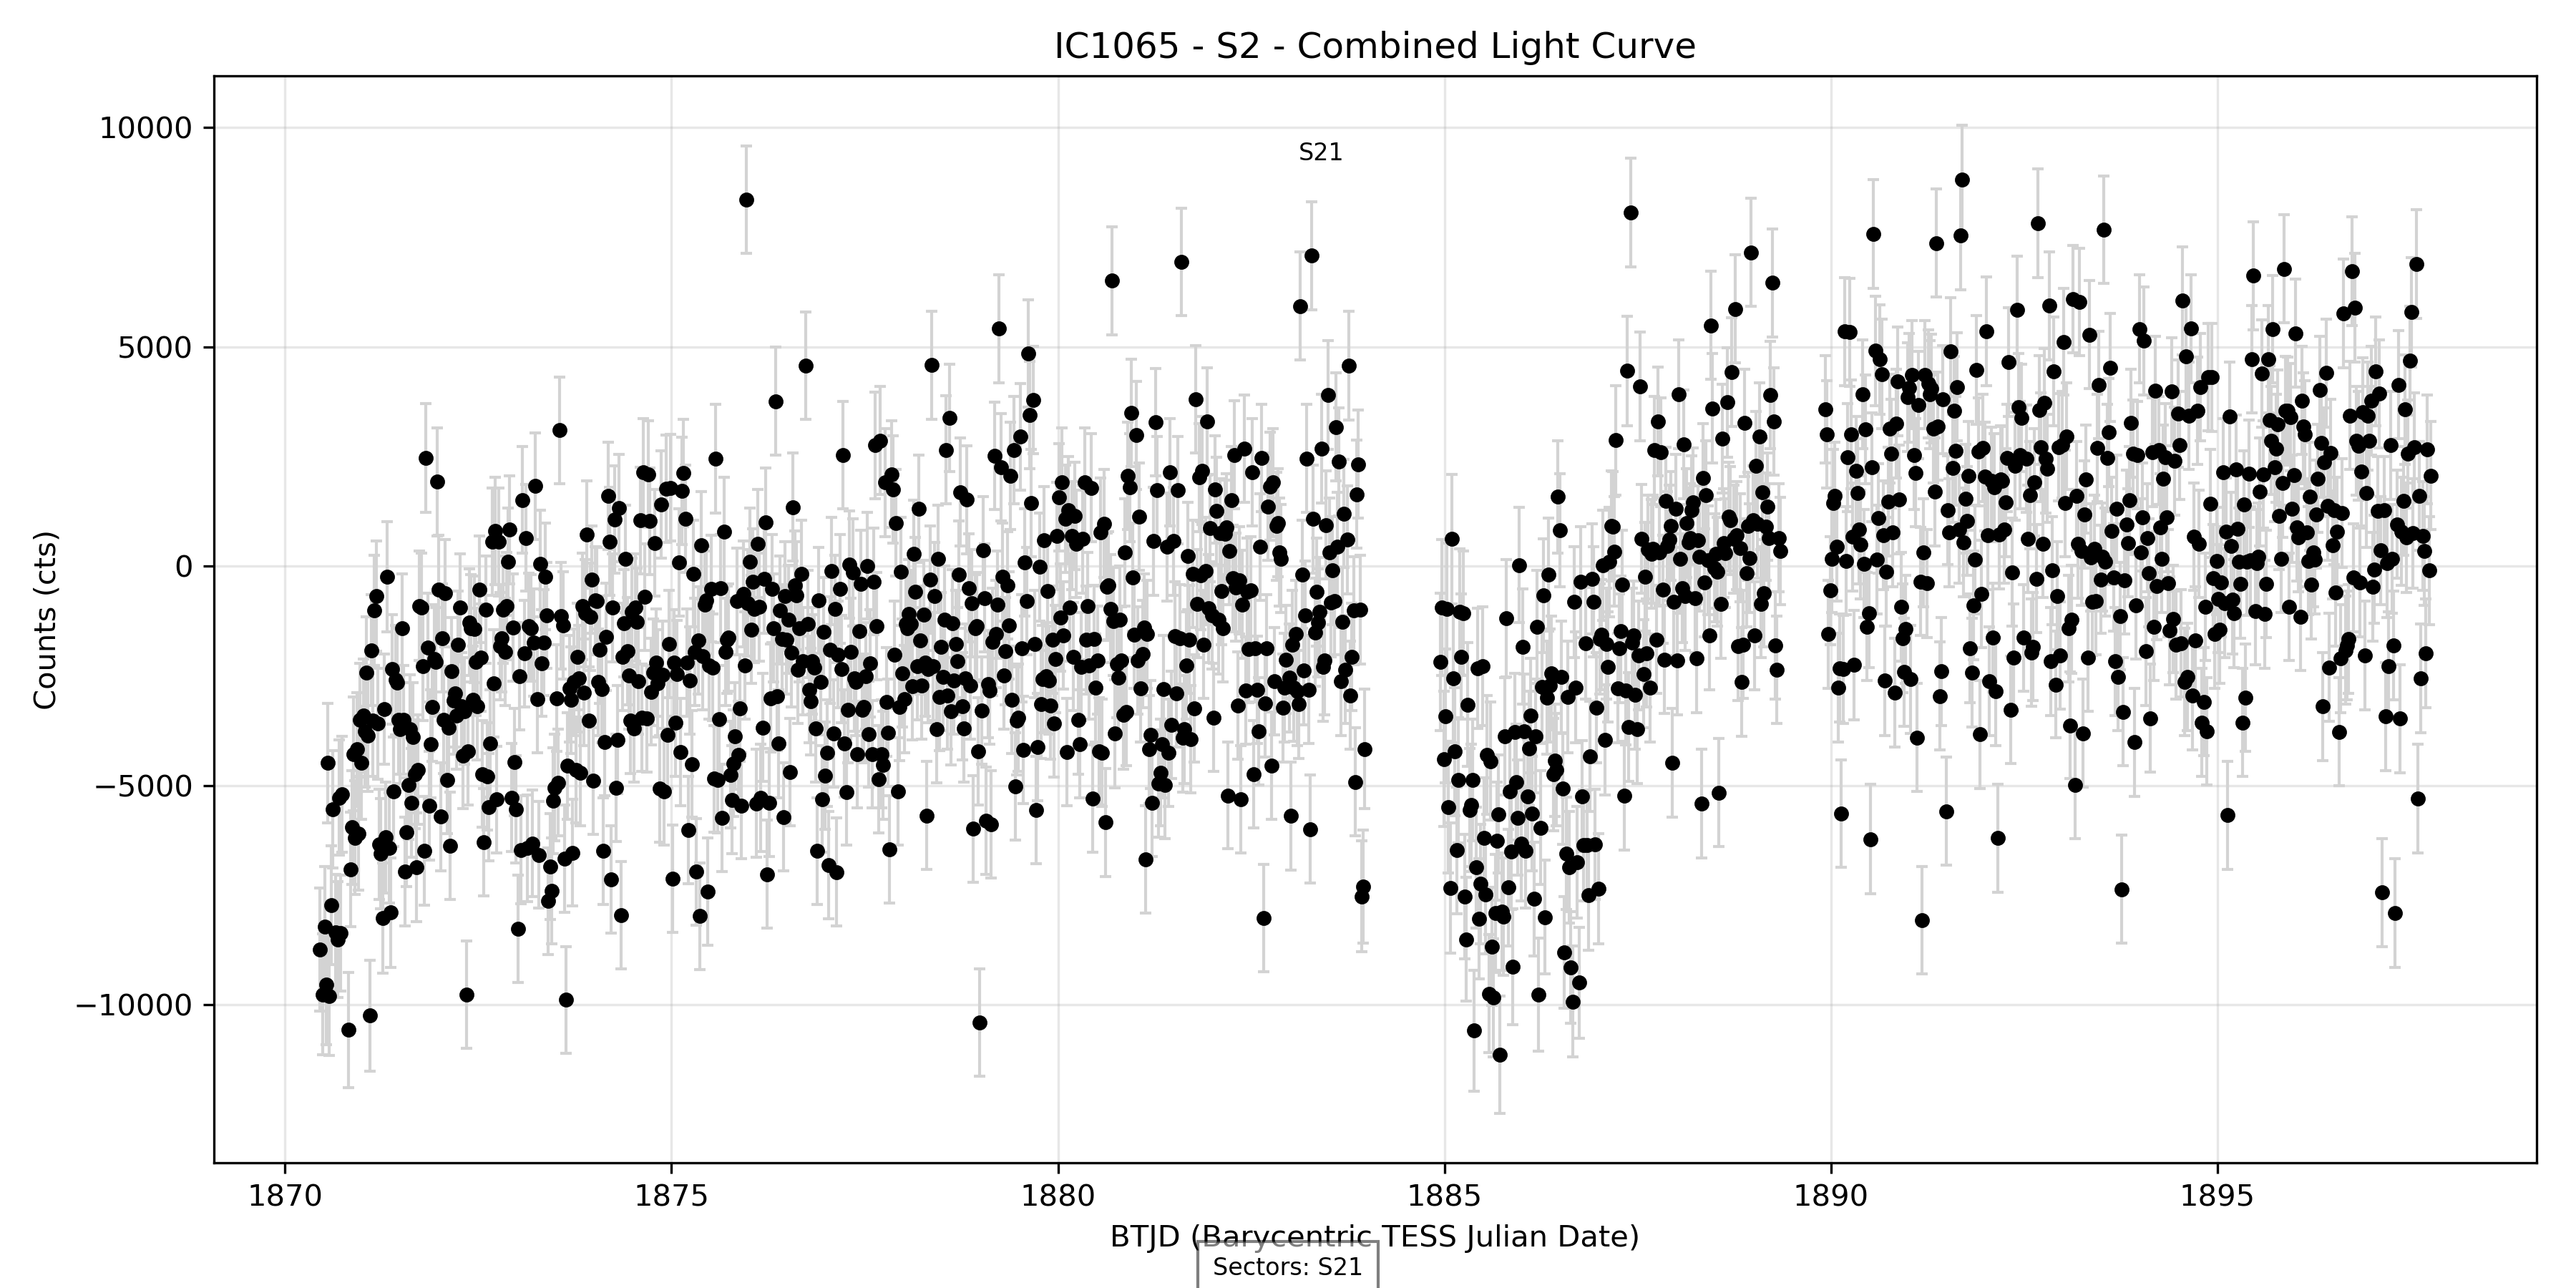 IC1065 - S2 - Combined Light Curve
10000
S21
5000
0
−5000
−10000
Counts (cts)
1870 1875 1880 1885 1890 1895
BTJD (Barycentric TESS Julian Date)
Sectors: S21